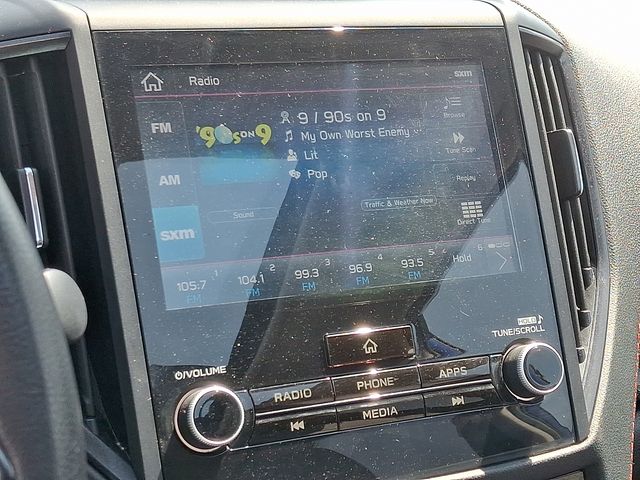 Radio
sxm
FM
'90s ON 9
9 / 90s on 9
Browse
My Own Worst Enemy
Lit
Tune Scan
AM
Pop
Replay
sxm
Sound
Traffic & Weather Now
Direct Tune
105.7 1 FM
104.1 2 FM
99.3 3 FM
96.9 4 FM
93.5 5 FM
Hold 6
HOLD
TUNE/SCROLL
VOLUME
RADIO
PHONE
APPS
MEDIA